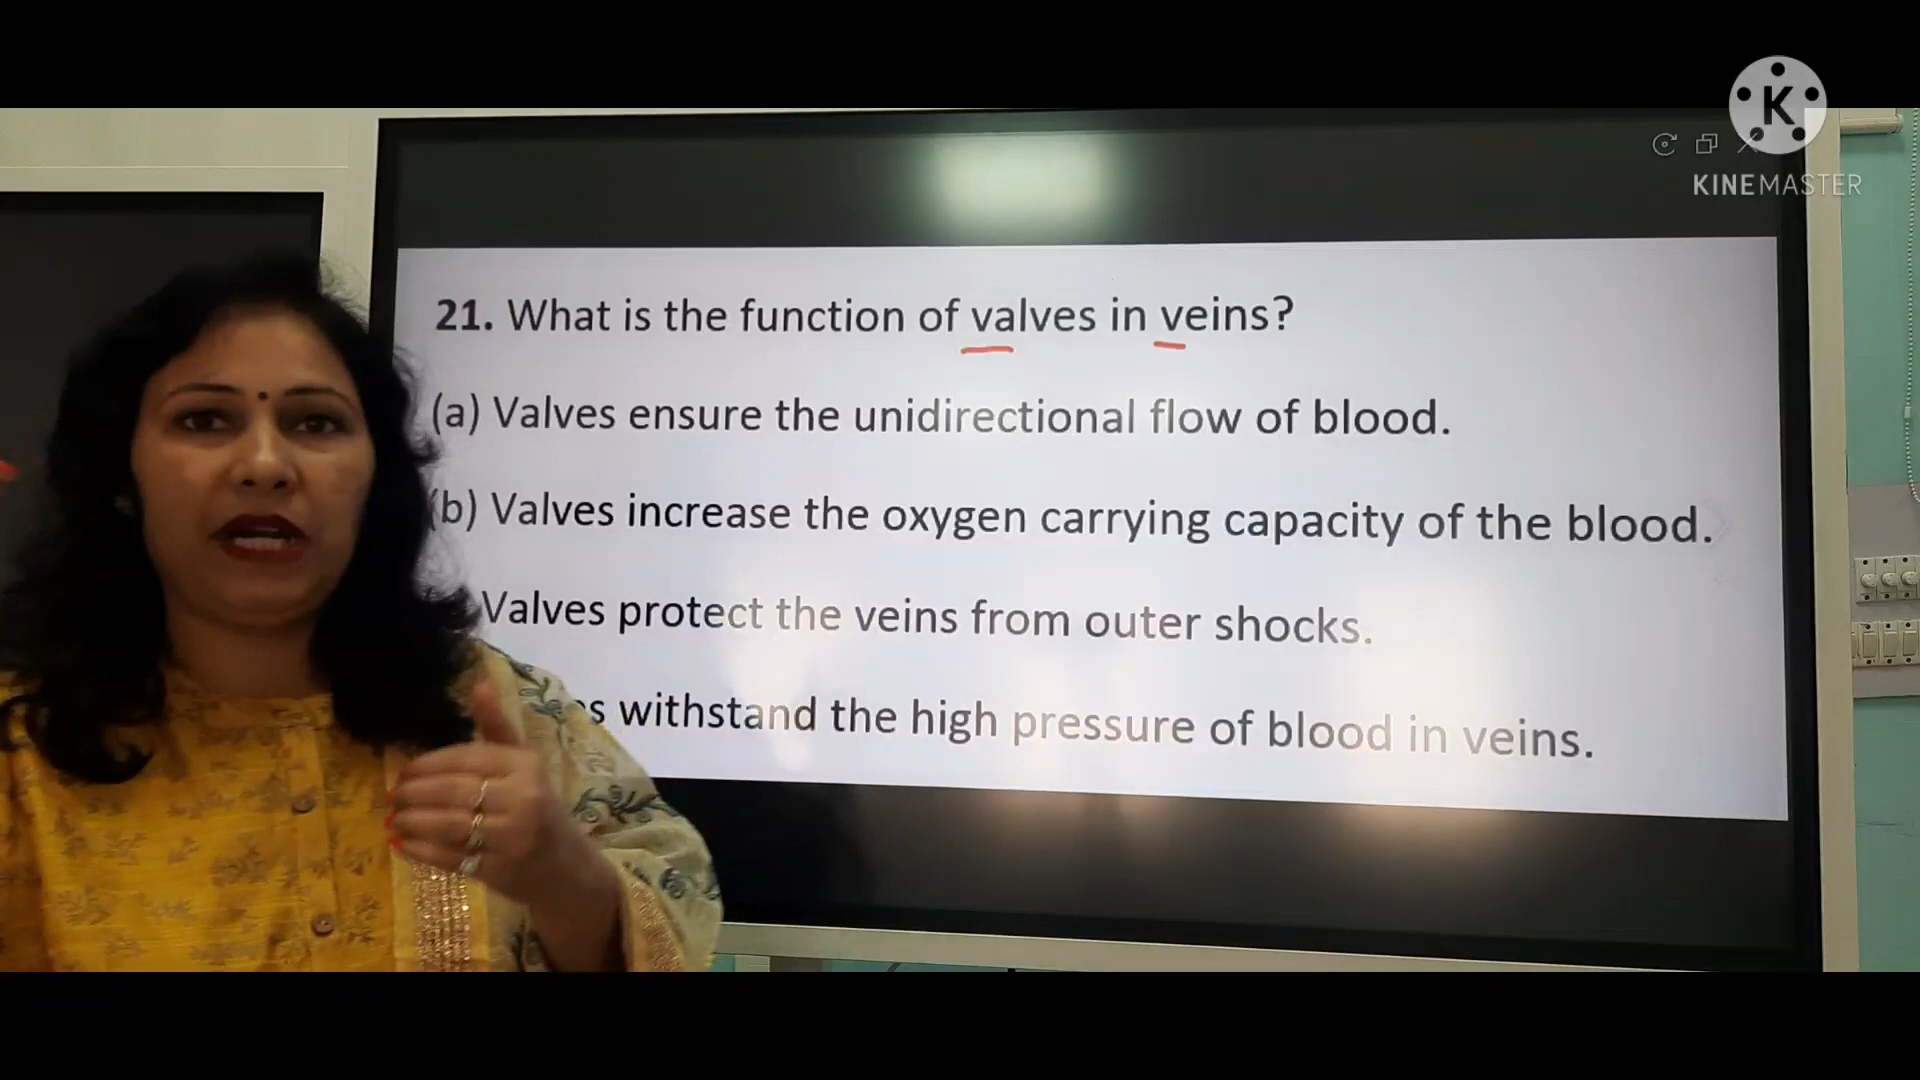 KINEMASTER
21. What is the function of valves in veins?
(a) Valves ensure the unidirectional flow of blood.
(b) Valves increase the oxygen carrying capacity of the blood.
Valves protect the veins from outer shocks.
withstand the high pressure of blood in veins.